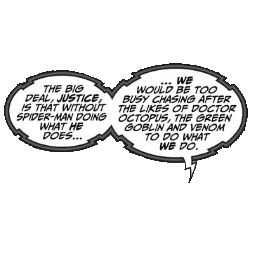 THE BIG
DEAL, JUSTICE,
IS THAT WITHOUT
SPIDER-MAN DOING
WHAT HE
DOES...
... WE
WOULD BE TOO
BUSY CHASING AFTER
THE LIKES OF DOCTOR
OCTOPUS, THE GREEN
GOBLIN AND VENOM
TO DO WHAT
WE DO.